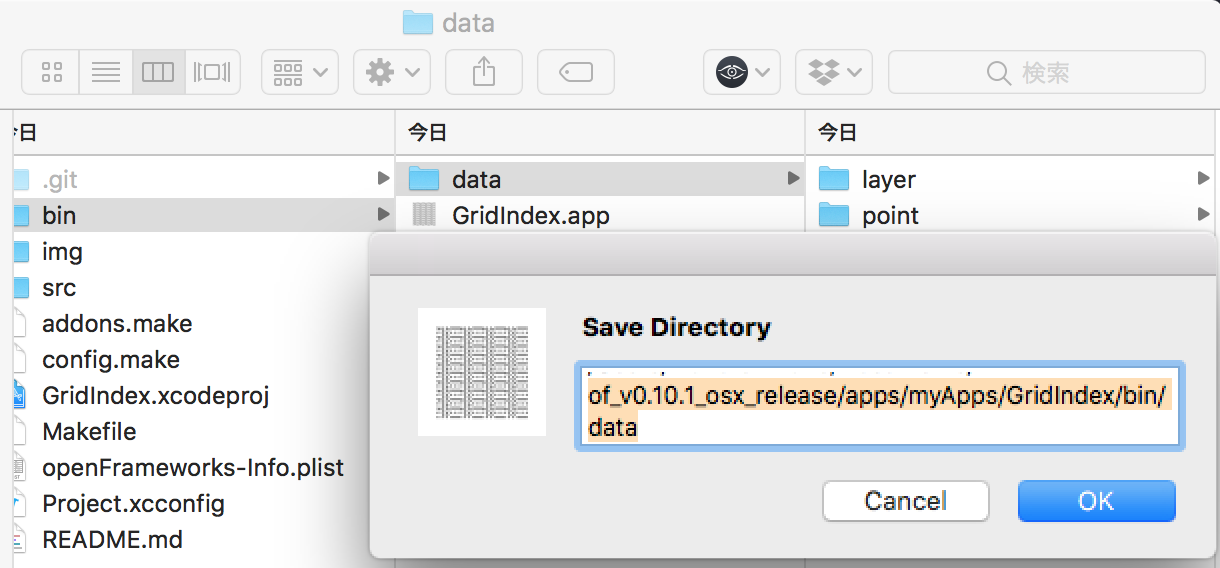 data
検索
今日
今日
.git
bin
img
src
addons.make
config.make
GridIndex.xcodeproj
Makefile
openFrameworks-Info.plist
Project.xcconfig
README.md
今日
data
GridIndex.app
layer
point
Save Directory
of_v0.10.1_osx_release/apps/myApps/GridIndex/bin/
data
Cancel
OK